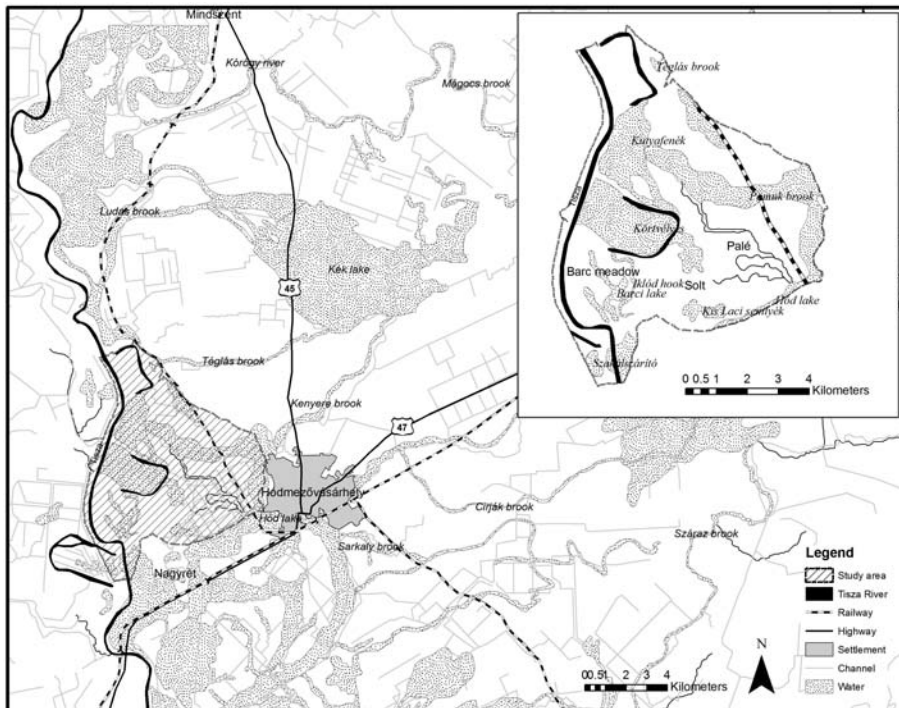 Mindszent
Kórógy river
Mágocs brook
Ludas brook
Kék lake
45
Téglás brook
Kenyere brook
47
Hódmezővásárhely
Hód lake
Cirják brook
Sarkaly brook
Száraz brook
Nagyrét
Téglás brook
Kutyafenék
Pamuk brook
Körtvélyes
Palé
Barc meadow
Iklód hook
Solt
Barci lake
Hód lake
Kis Laci semlyék
Szakálszárító
0 0.5 1 2 3 4
Kilometers
Legend
Study area
Tisza River
Railway
Highway
Settlement
Channel
Water
N
0 0.5 1 2 3 4
Kilometers